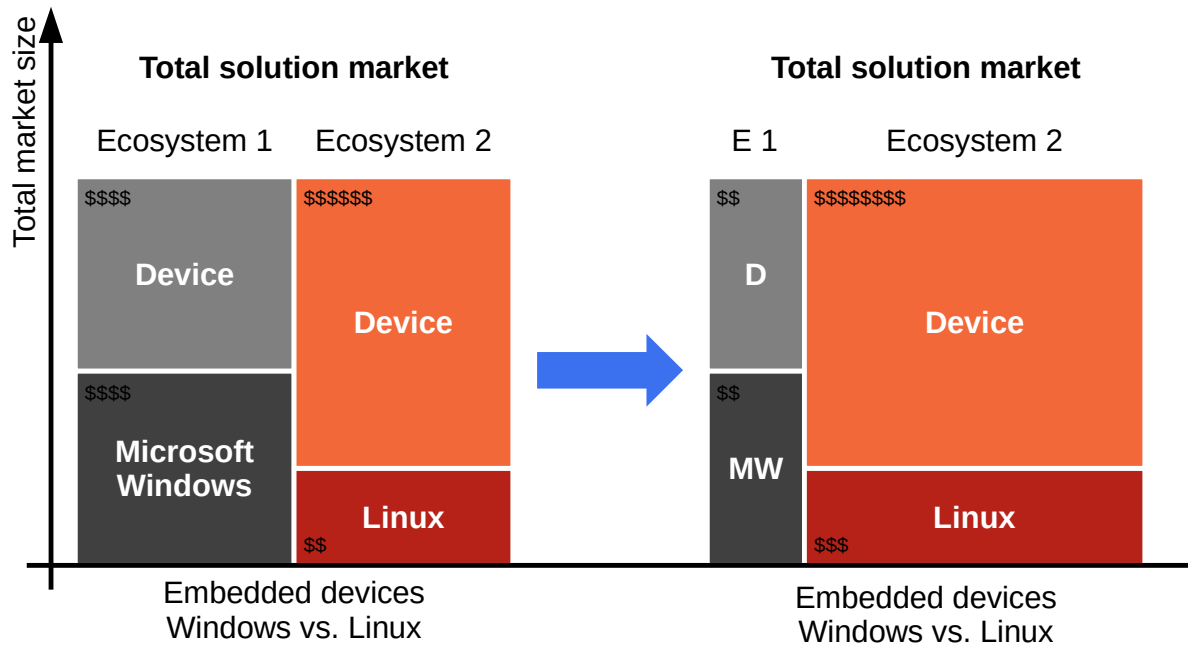 Total market size
Total solution market
Ecosystem 1
Ecosystem 2
$$$$
Device
$$$$
Microsoft
Windows
$$$$$$
Device
Linux
$$
Embedded devices
Windows vs. Linux
Total solution market
E 1
Ecosystem 2
$$
D
$$
MW
$$$$$$$$
Device
Linux
$$$
Embedded devices
Windows vs. Linux